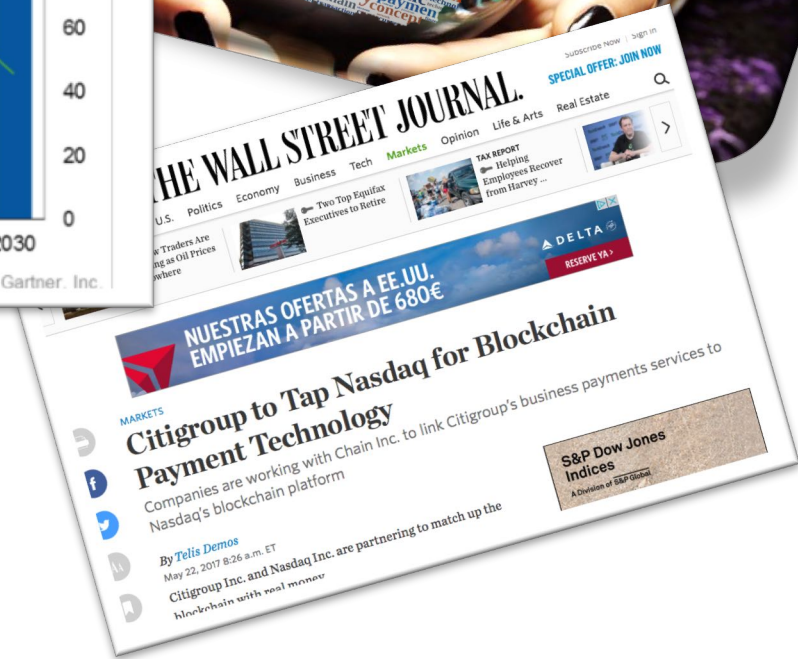 paymen
concept
60
40
20
0
2030
Gartner, Inc.
Subscribe Now | Sign In
SPECIAL OFFER: JOIN NOW
THE WALL STREET JOURNAL.
U.S. Politics Economy Business Tech Markets Opinion Life & Arts Real Estate
Traders Are
as Oil Prices
Two Top Equifax
Executives to Retire
TAX REPORT
Helping
Employees Recover
from Harvey ...
NUESTRAS OFERTAS A EE.UU.
EMPIEZAN A PARTIR DE 680€
DELTA
RESERVE YA >
MARKETS
Citigroup to Tap Nasdaq for Blockchain
Payment Technology
Companies are working with Chain Inc. to link Citigroup's business payments services to
Nasdaq's blockchain platform
S&P Dow Jones
Indices
A Division of S&P Global
By Telis Demos
May 22, 2017 8:26 a.m. ET
Citigroup Inc. and Nasdaq Inc. are partnering to match up the
blockchain with real money